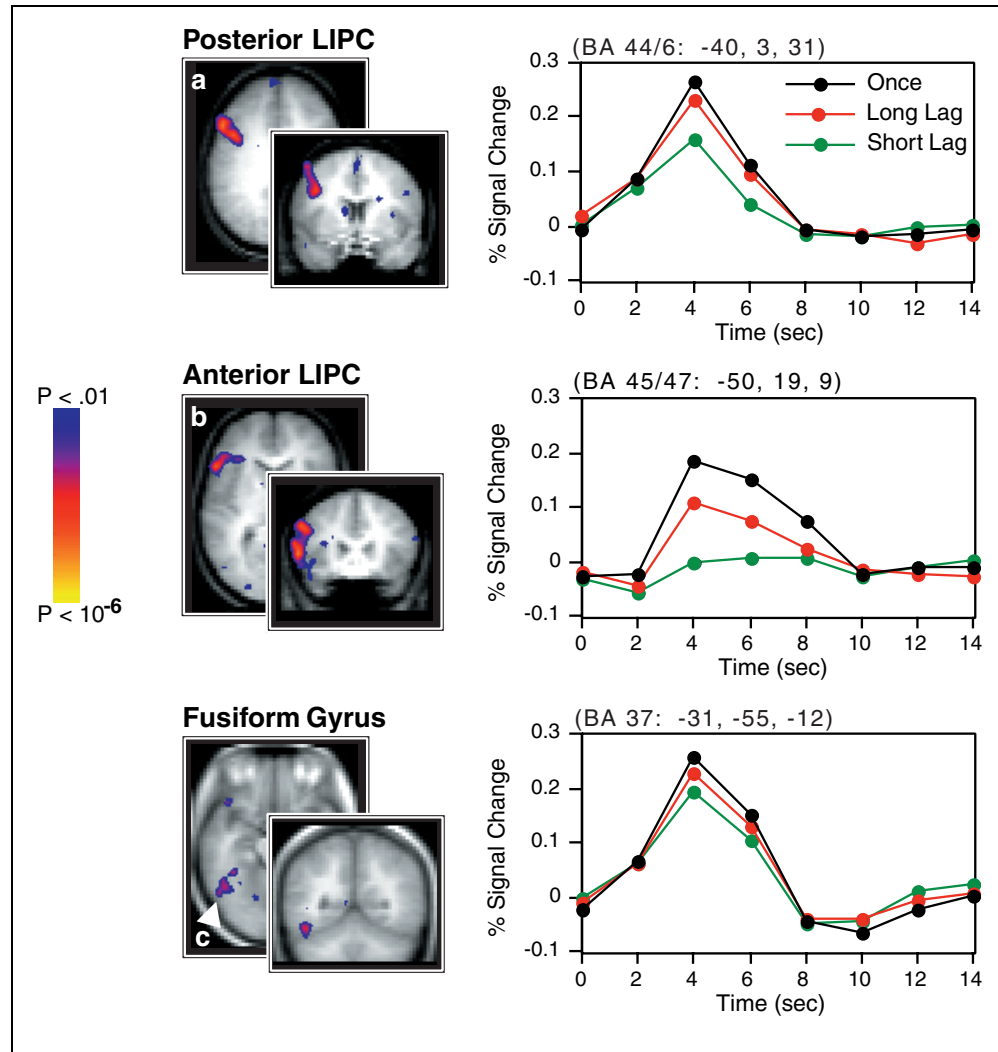 Posterior LIPC
a
(BA 44/6: -40, 3, 31)
% Signal Change
0.3
0.2
0.1
0
-0.1
Once
Long Lag
Short Lag
0 2 4 6 8 10 12 14
Time (sec)
Anterior LIPC
b
P < .01
P < 10-6
(BA 45/47: -50, 19, 9)
% Signal Change
0.3
0.2
0.1
0
-0.1
0 2 4 6 8 10 12 14
Time (sec)
Fusiform Gyrus
c
(BA 37: -31, -55, -12)
% Signal Change
0.3
0.2
0.1
0
-0.1
0 2 4 6 8 10 12 14
Time (sec)